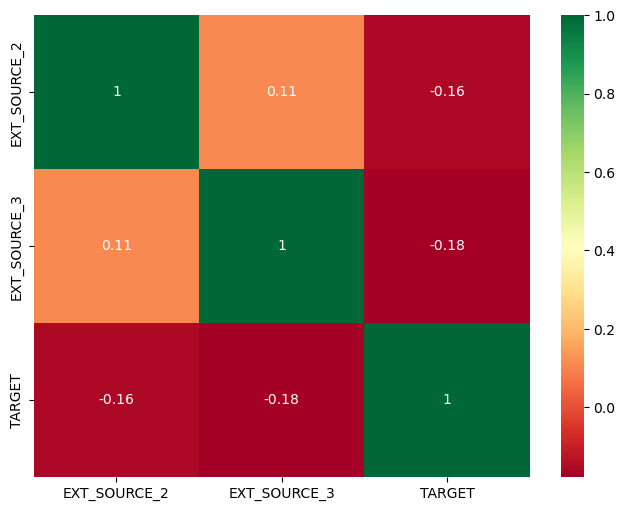 EXT_SOURCE_2
1
0.11
-0.16
EXT_SOURCE_3
0.11
1
-0.18
TARGET
-0.16
-0.18
1
EXT_SOURCE_2
EXT_SOURCE_3
TARGET
1.0
0.8
0.6
0.4
0.2
0.0